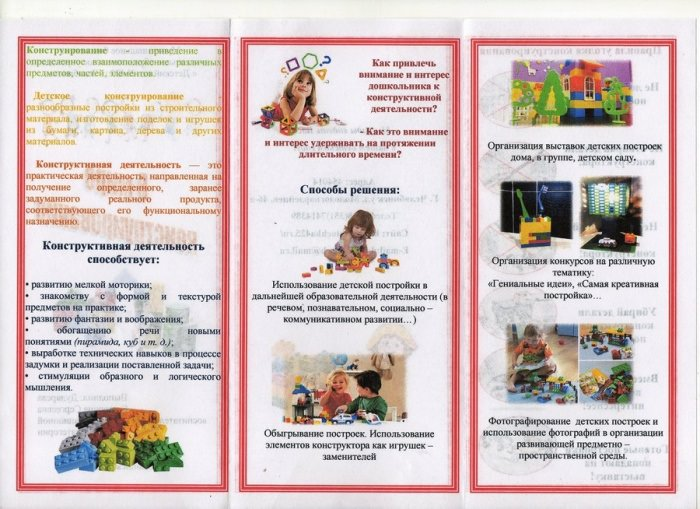 Конструирование - приведение в
определенное взаиморасположение различных
предметов, частей, элементов.
Детское конструирование -
разнообразные постройки из строительного
материала, изготовление поделок и игрушек
из бумаги, картона, дерева и других
материалов.
Конструктивная деятельность — это
практическая деятельность, направленная на
получение определенного, заранее
задуманного реального продукта,
соответствующего его функциональному
назначению.
Конструктивная деятельность
способствует:
• развитию мелкой моторики;
• знакомству с формой и текстурой
предметов на практике;
• развитию фантазии и воображения;
• обогащению речи новыми
понятиями (пирамида, куб и т. д.);
• выработке технических навыков в процессе
задумки и реализации поставленной задачи;
• стимуляции образного и логического
мышления.
Как привлечь
внимание и интерес
дошкольника к
конструктивной
деятельности?
Как это внимание
и интерес удерживать на протяжении
длительного времени?
Способы решения:
Использование детской постройки в
дальнейшей образовательной деятельности (в
речевом, познавательном, социально –
коммуникативном развитии…)
Обыгрывание построек. Использование
элементов конструктора как игрушек –
заменителей
Организация выставок детских построек
дома, в группе, детском саду.
Организация конкурсов на различную
тематику:
«Гениальные идеи», «Самая креативная
постройка»…
Фотографирование детских построек и
использование фотографий в организации
развивающей предметно –
пространственной среды.